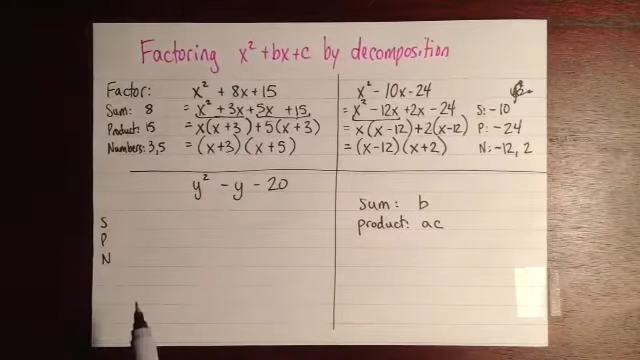 Factoring x² + bx + c by decomposition
Factor: x² + 8x + 15
Sum: 8 = x² + 3x + 5x + 15,
Product: 15 = x(x+3) + 5(x+3)
Numbers: 3,5 = (x+3)(x+5)
x² - 10x - 24
= x² - 12x + 2x - 24 S: -10
= x(x-12) + 2(x-12) P: -24
= (x-12)(x+2) N: -12, 2
y² - y - 20
S
P
N
sum: b
product: ac